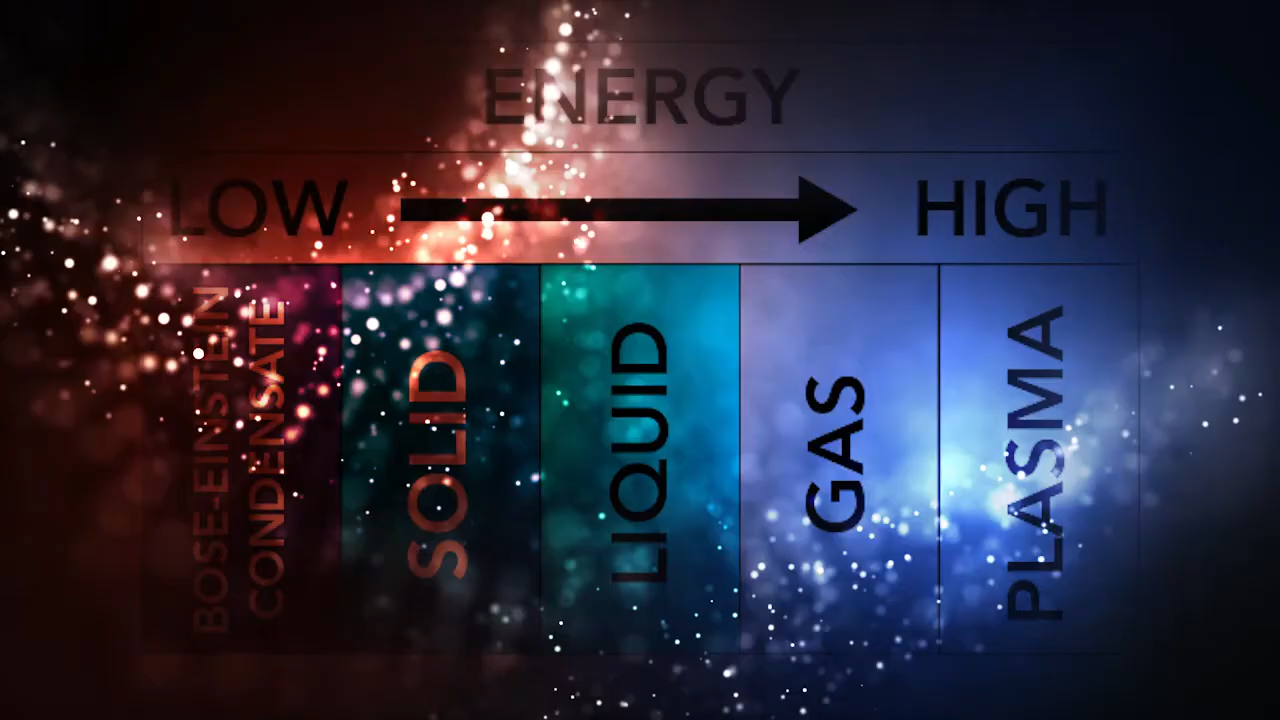 ENERGY
LOW
HIGH
BOSE-EINSTEIN
CONDENSATE
SOLID
LIQUID
GAS
PLASMA